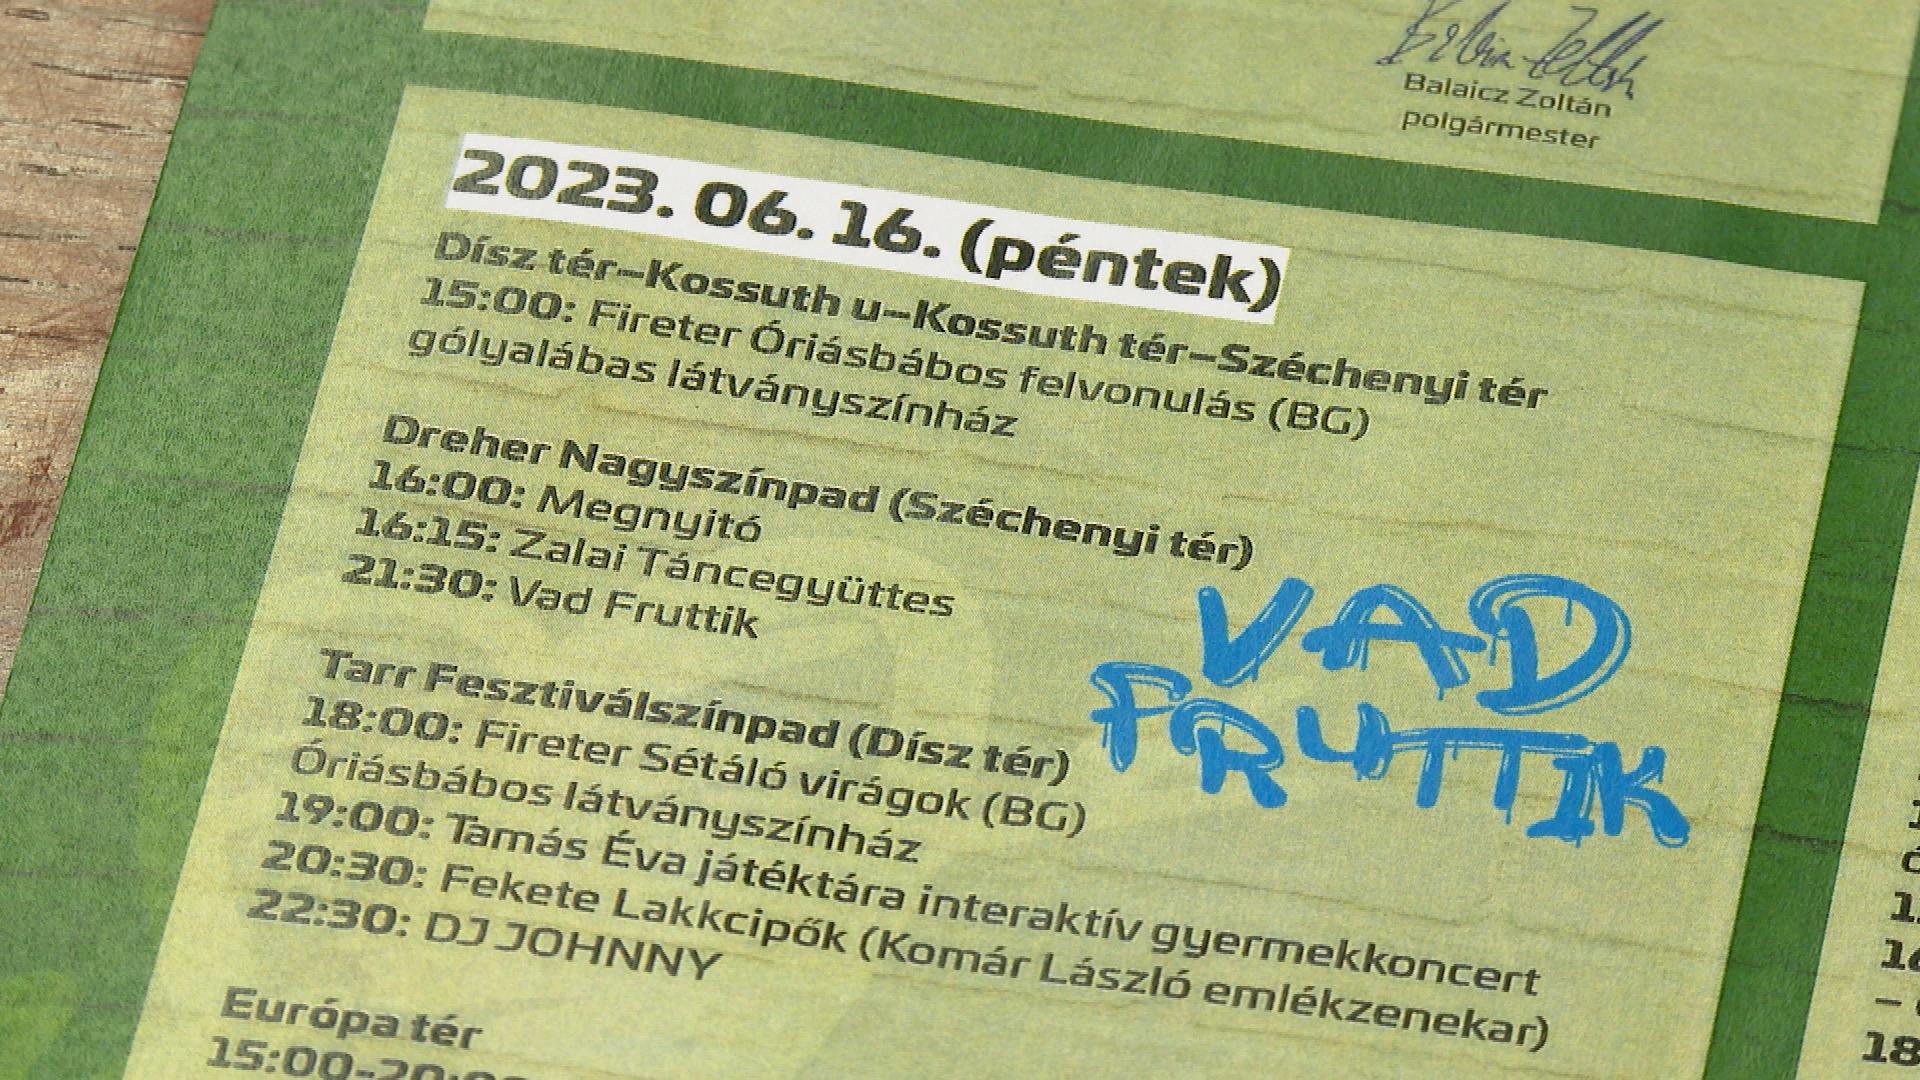 Balaicz Zoltán
polgármester
2023. 06. 16. (péntek)
Dísz tér–Kossuth u–Kossuth tér–Széchenyi tér
15:00: Fireter Óriásbábos felvonulás (BG)
gólyalábas látványszínház
Dreher Nagyszínpad (Széchenyi tér)
16:00: Megnyitó
16:15: Zalai Táncegyüttes
21:30: Vad Fruttik
VAD
FRUTTIK
Tarr Fesztiválszínpad (Dísz tér)
18:00: Fireter Sétáló virágok (BG)
Óriásbábos látványszínház
19:00: Tamás Éva játéktára interaktív gyermekkoncert
20:30: Fekete Lakkcipők (Komár László emlékzenekar)
22:30: DJ JOHNNY
Európa tér